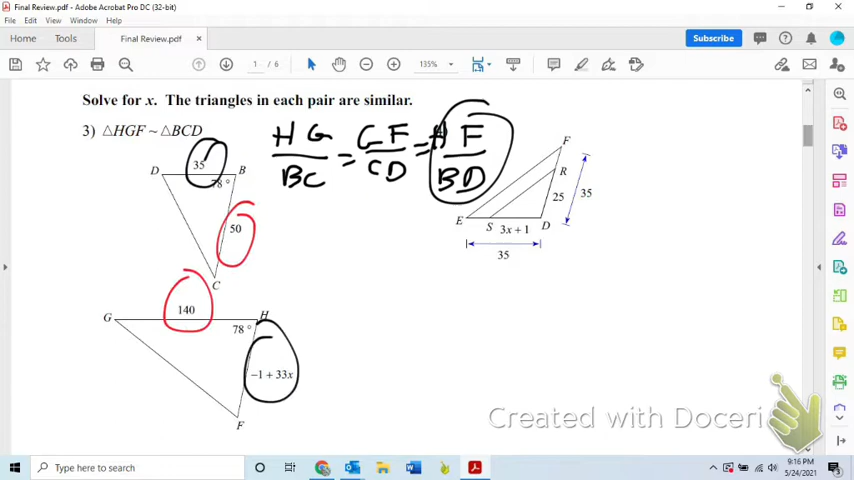 Final Review.pdf - Adobe Acrobat Pro DC (32-bit)
File Edit View Window Help
Home Tools Final Review.pdf × Subscribe
1 / 6 135%
Solve for x. The triangles in each pair are similar.
3) △HGF ~ △BCD
HG/BC = GF/CD = HF/BD
D 35 B
78°
50
C
G 140 H
78°
−1 + 33x
F
4)
F
R
25 35
E S 3x + 1 D
35
Created with Doceri
Type here to search
9:16 PM
5/24/2021
3